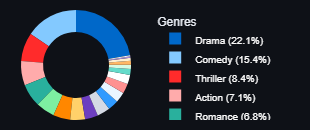 Genres
Drama (22.1%)
Comedy (15.4%)
Thriller (8.4%)
Action (7.1%)
Romance (6.8%)